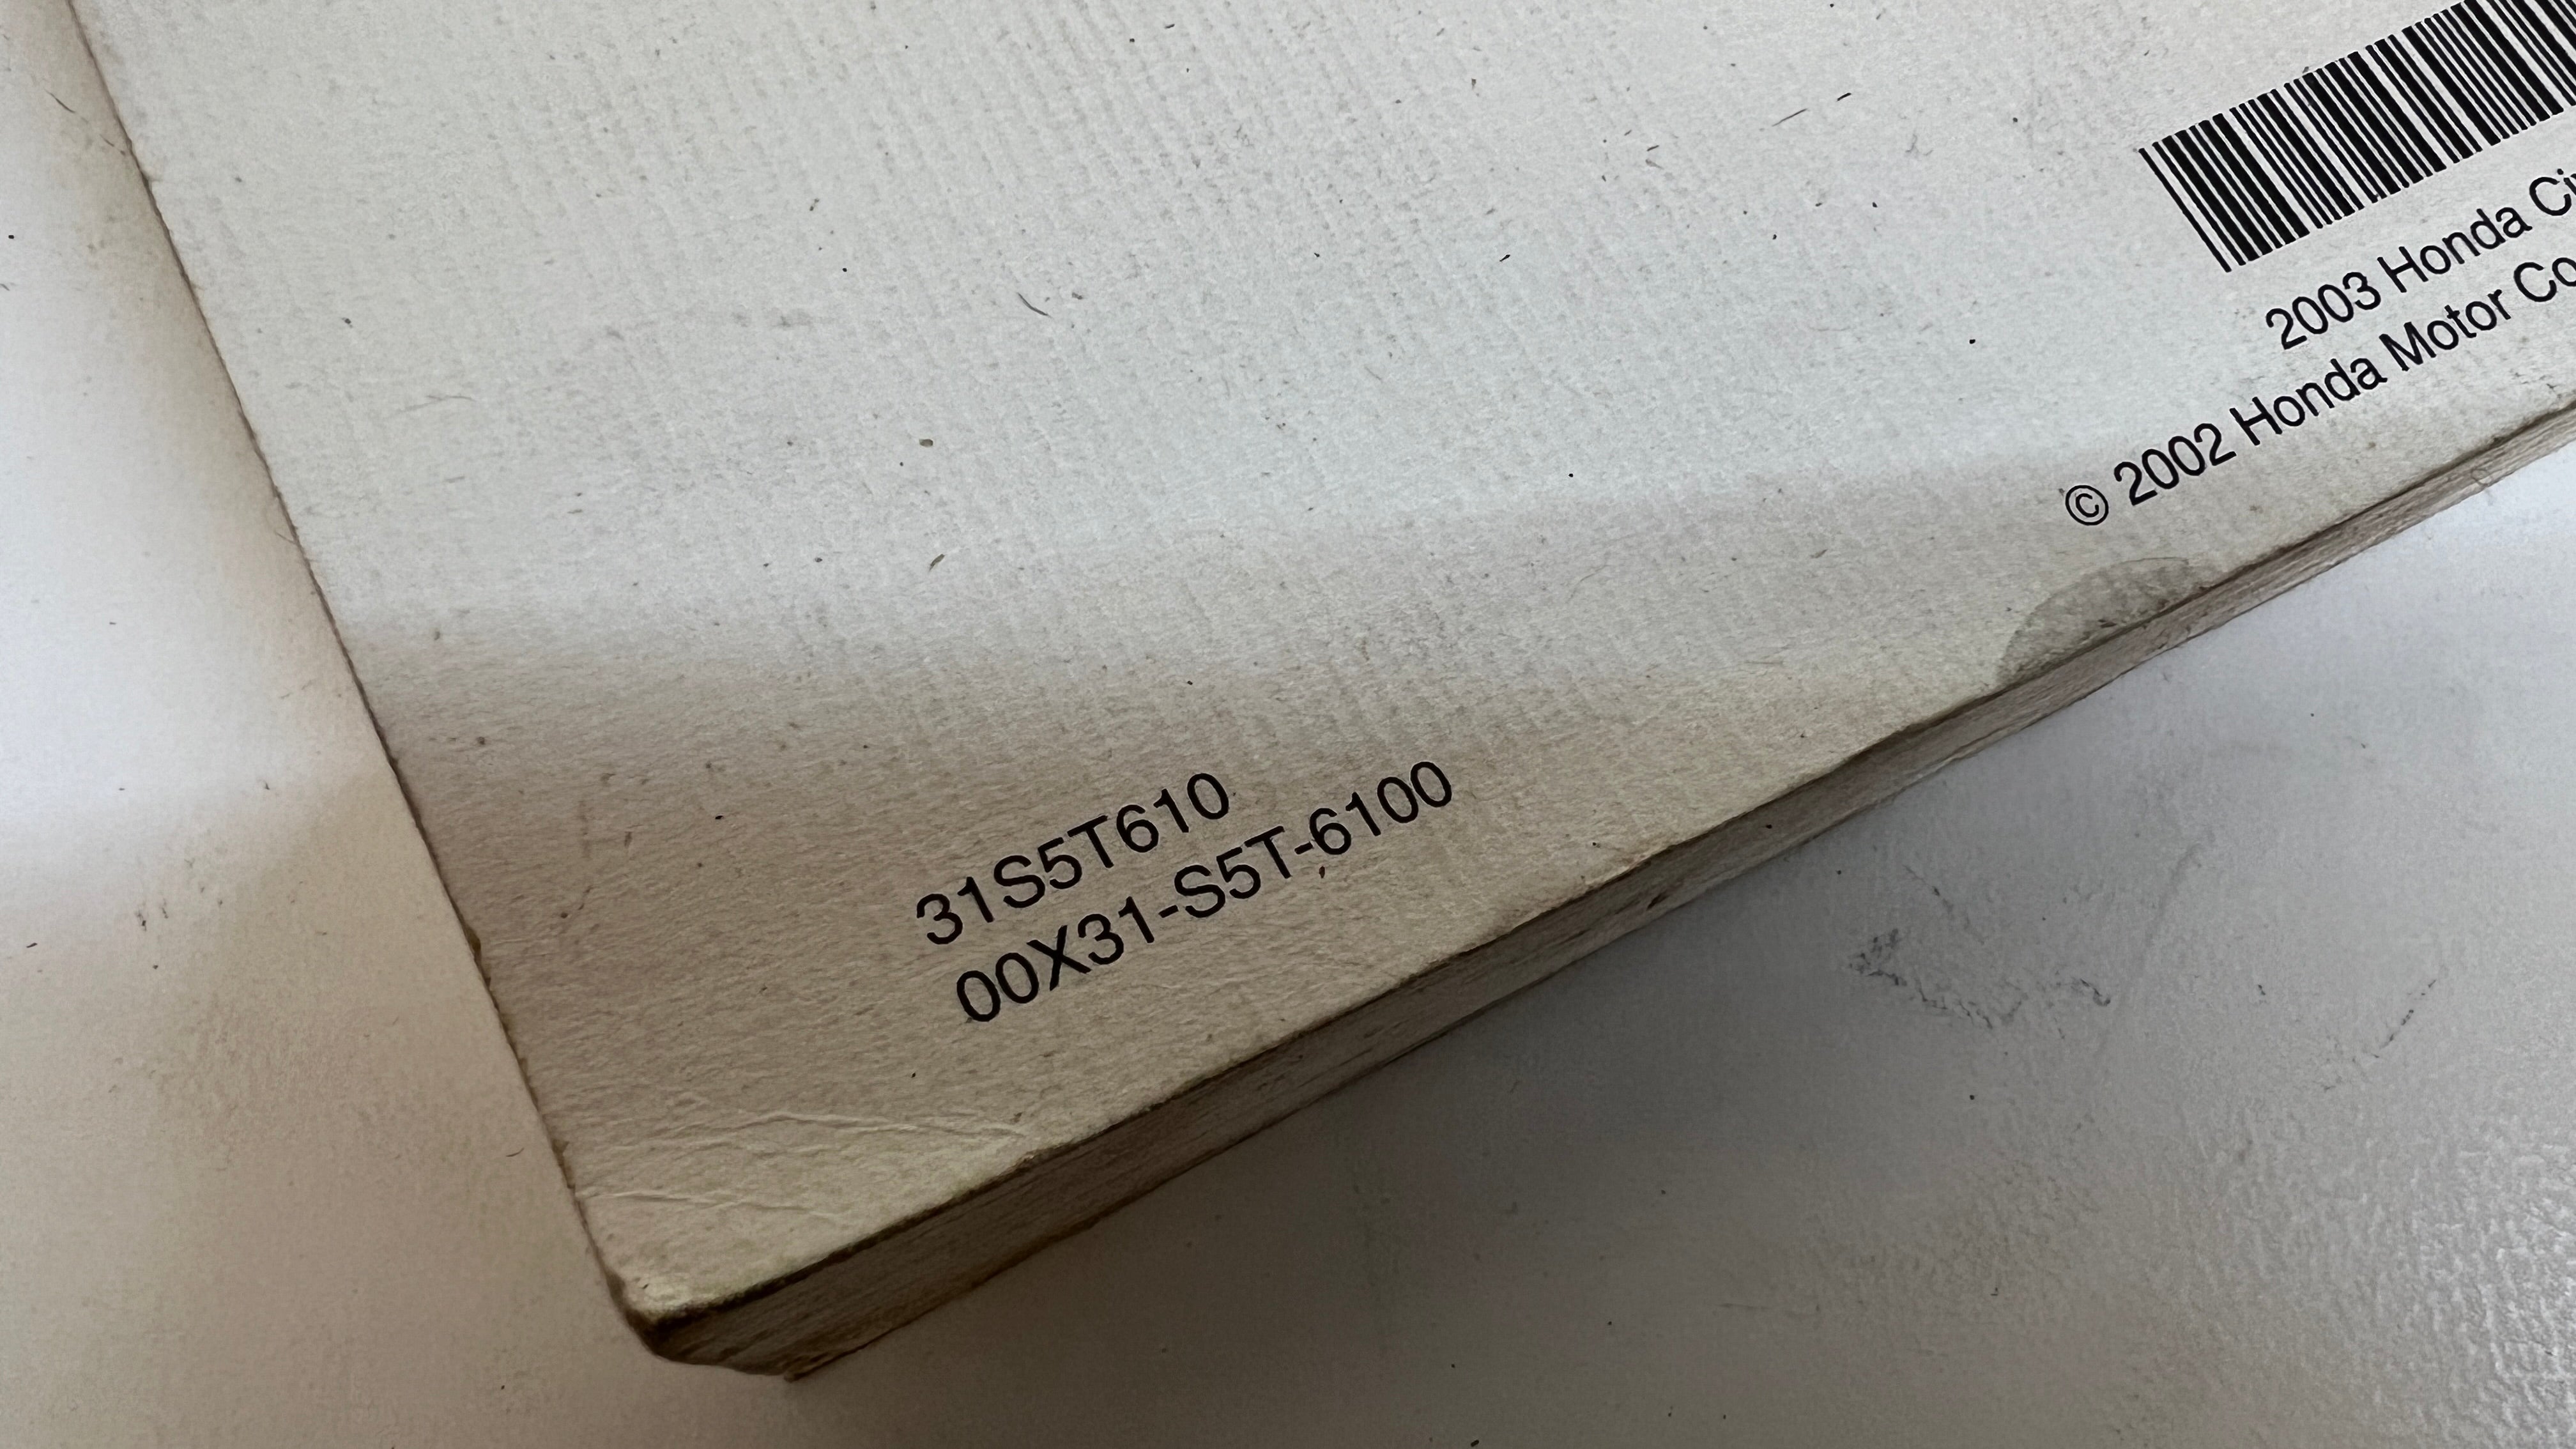 2003 Honda
© 2002 Honda Motor
31S5T610
00X31-S5T-6100